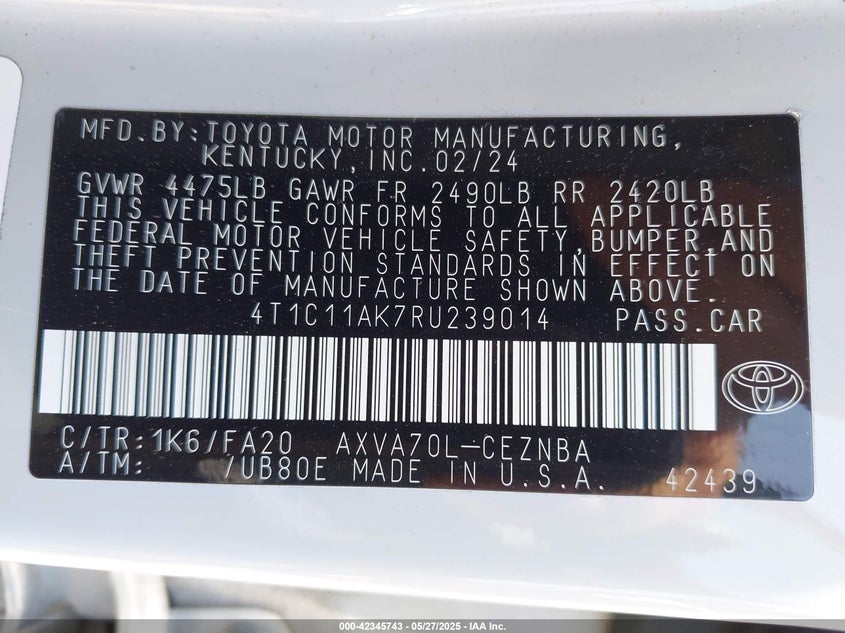 MFD.BY:TOYOTA MOTOR MANUFACTURING,
KENTUCKY,INC.02/24
GVWR 4475LB GAWR FR 2490LB RR 2420LB
THIS VEHICLE CONFORMS TO ALL APPLICABLE
FEDERAL MOTOR VEHICLE SAFETY,BUMPER,AND
THEFT PREVENTION STANDARDS IN EFFECT ON
THE DATE OF MANUFACTURE SHOWN ABOVE.
4T1C11AK7RU239014 PASS.CAR
C/TR:1K6/FA20 AXVA70L-CEZNBA
A/TM: /UB80E MADE IN U.S.A. 42439
000-42345743 - 05/27/2025 - IAA Inc.